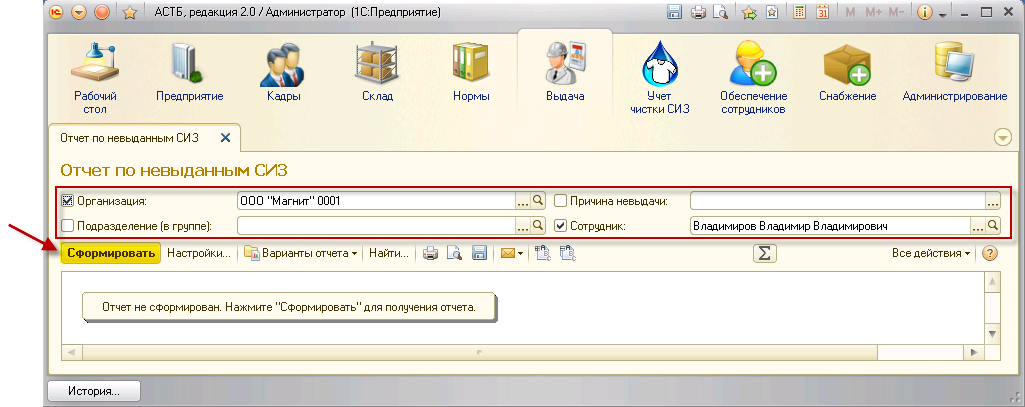 АСТБ, редакция 2.0 / Администратор (1С:Предприятие)
M M+ M-
Рабочий стол
Предприятие
Кадры
Склад
Нормы
Выдача
Учет чистки СИЗ
Обеспечение сотрудников
Снабжение
Администрирование
Отчет по невыданным СИЗ
Отчет по невыданным СИЗ
Организация: ООО "Магнит" 0001 ... Причина невыдачи: ...
Подразделение (в группе): ... Сотрудник: Владимиров Владимир Владимирович ...
Сформировать Настройки... Варианты отчета Найти... Σ Все действия ?
Отчет не сформирован. Нажмите "Сформировать" для получения отчета.
История...